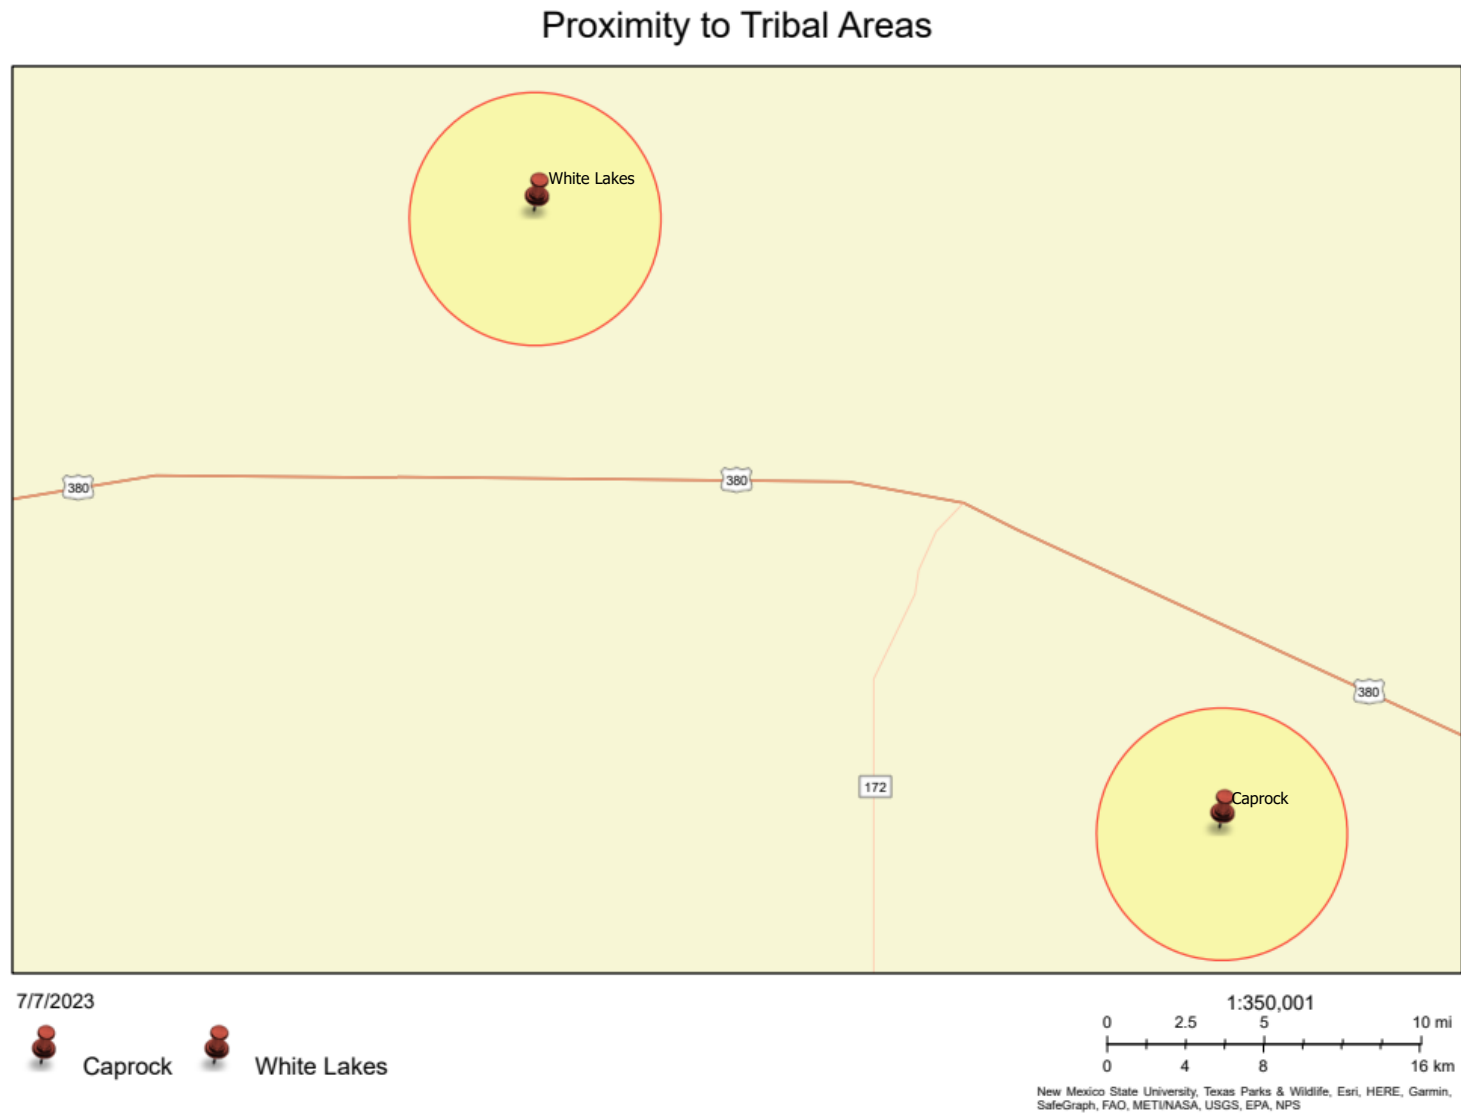 Proximity to Tribal Areas
White Lakes
380
380
380
172
Caprock
7/7/2023
Caprock
White Lakes
1:350,001
0 2.5 5 10 mi
0 4 8 16 km
New Mexico State University, Texas Parks & Wildlife, Esri, HERE, Garmin,
SafeGraph, FAO, METI/NASA, USGS, EPA, NPS